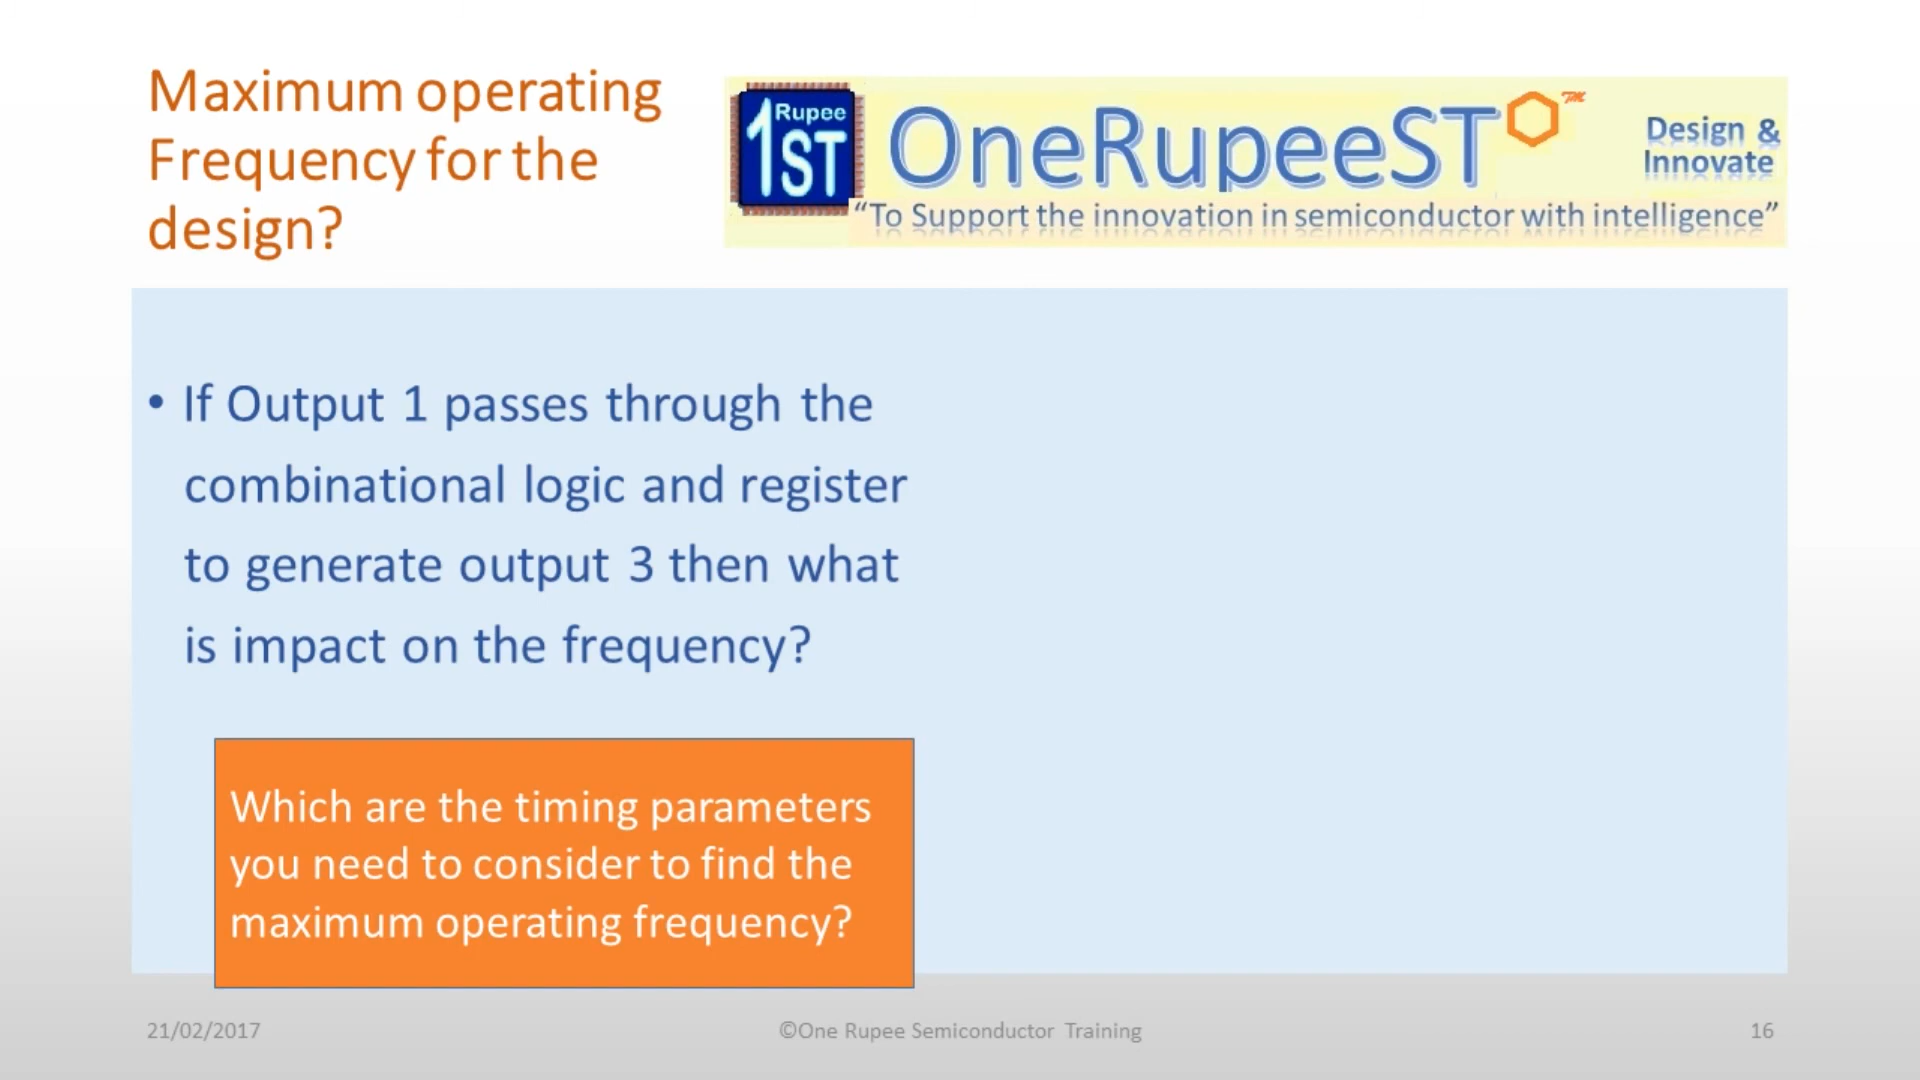 Maximum operating
Frequency for the
design?
Rupee
1ST
OneRupeeST
TM
Design &
Innovate
“To Support the innovation in semiconductor with intelligence”
• If Output 1 passes through the
combinational logic and register
to generate output 3 then what
is impact on the frequency?
Which are the timing parameters
you need to consider to find the
maximum operating frequency?
21/02/2017
©One Rupee Semiconductor Training
16